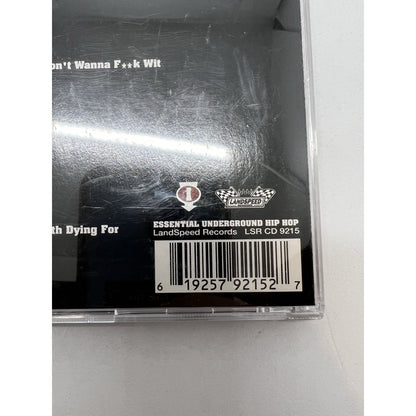 on't Wanna F**k Wit
th Dying For
1
LANDSPEED
ESSENTIAL UNDERGROUND HIP HOP
LandSpeed Records LSR CD 9215
6 19257 92152 7